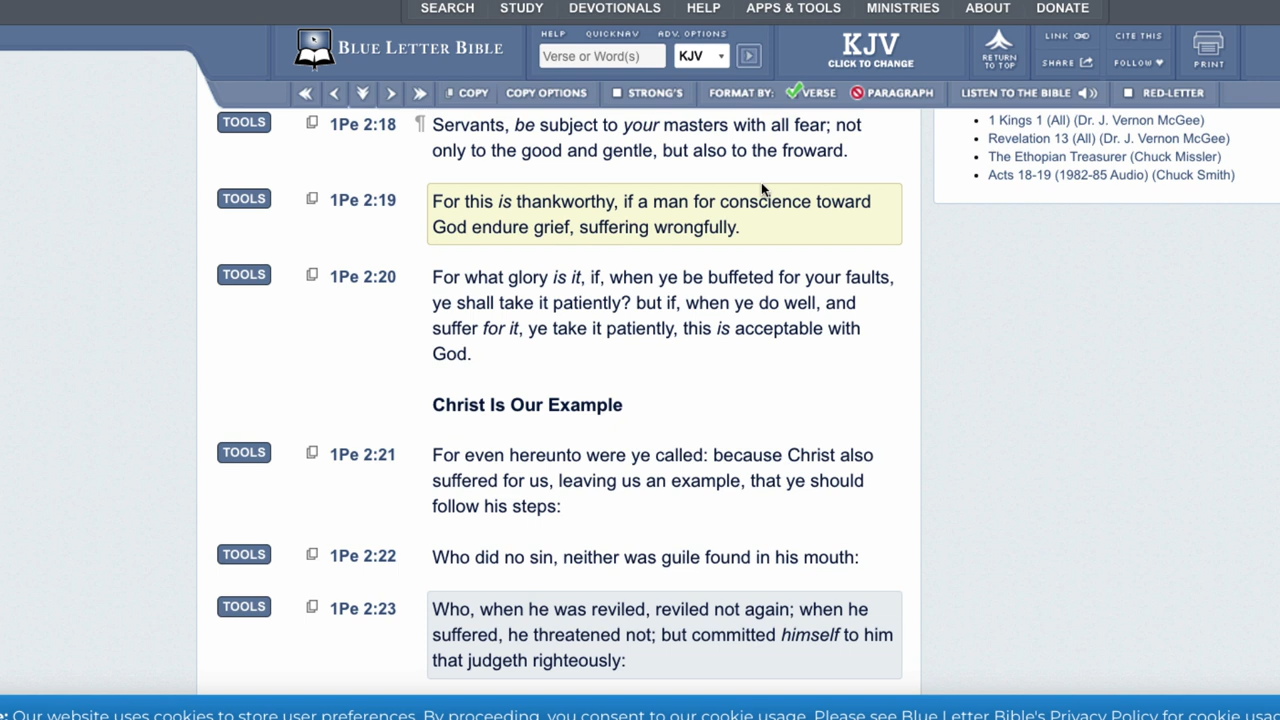 SEARCH STUDY DEVOTIONALS HELP APPS & TOOLS MINISTRIES ABOUT DONATE
BLUE LETTER BIBLE
HELP QUICKNAV ADV. OPTIONS
Verse or Word(s) KJV
KJV
CLICK TO CHANGE
RETURN
TO TOP
LINK
SHARE
CITE THIS
FOLLOW
PRINT
COPY COPY OPTIONS STRONG'S FORMAT BY: VERSE PARAGRAPH LISTEN TO THE BIBLE RED-LETTER
TOOLS 1Pe 2:18 ¶ Servants, be subject to your masters with all fear; not
only to the good and gentle, but also to the froward.
TOOLS 1Pe 2:19 For this is thankworthy, if a man for conscience toward
God endure grief, suffering wrongfully.
TOOLS 1Pe 2:20 For what glory is it, if, when ye be buffeted for your faults,
ye shall take it patiently? but if, when ye do well, and
suffer for it, ye take it patiently, this is acceptable with
God.
Christ Is Our Example
TOOLS 1Pe 2:21 For even hereunto were ye called: because Christ also
suffered for us, leaving us an example, that ye should
follow his steps:
TOOLS 1Pe 2:22 Who did no sin, neither was guile found in his mouth:
TOOLS 1Pe 2:23 Who, when he was reviled, reviled not again; when he
suffered, he threatened not; but committed himself to him
that judgeth righteously:
1 Kings 1 (All) (Dr. J. Vernon McGee)
Revelation 13 (All) (Dr. J. Vernon McGee)
The Ethopian Treasurer (Chuck Missler)
Acts 18-19 (1982-85 Audio) (Chuck Smith)
e: Our website uses cookies to store user preferences. By proceeding, you consent to our cookie usage. Please see Blue Letter Bible's Privacy Policy for cookie usag